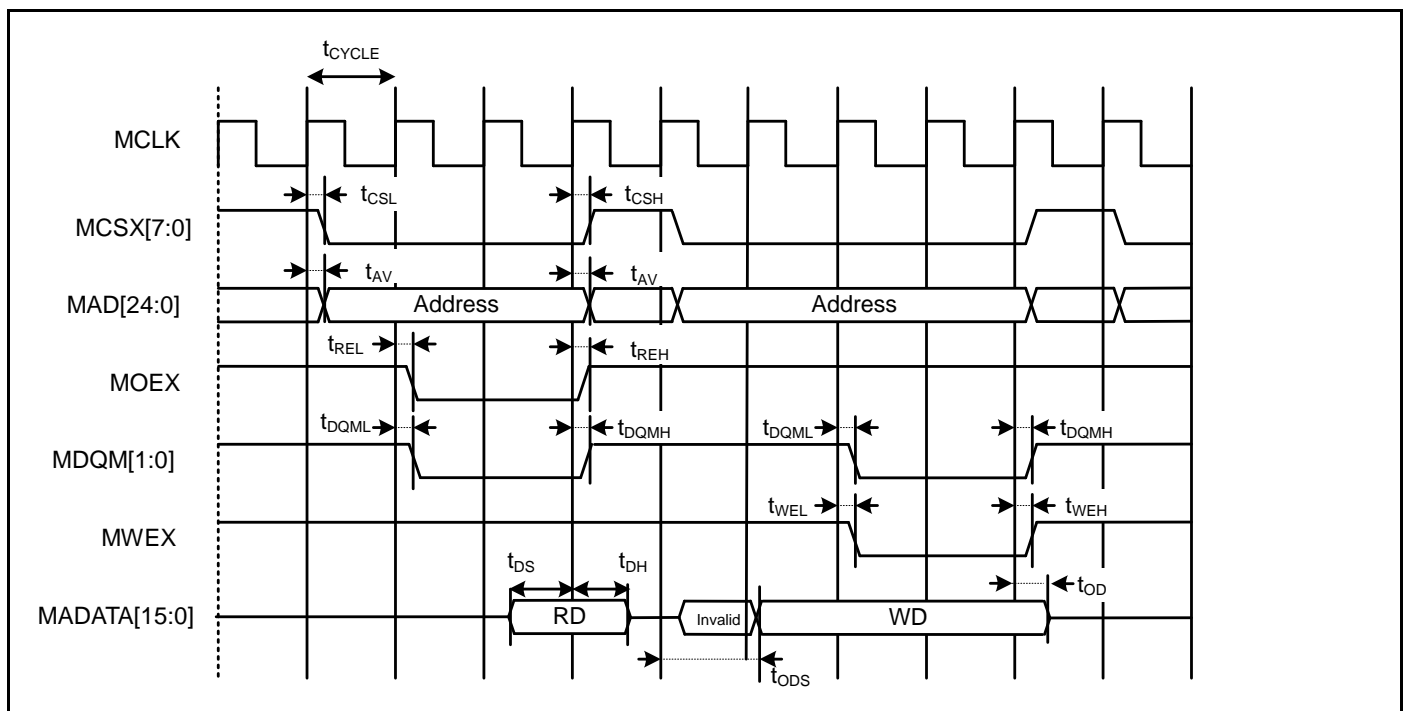 tCYCLE
MCLK
tCSL tCSH
MCSX[7:0]
tAV tAV
MAD[24:0] Address Address
tREL tREH
MOEX
tDQML tDQMH tDQML tDQMH
MDQM[1:0]
tWEL tWEH
MWEX
tDS tDH
tOD
MADATA[15:0] RD Invalid WD
tODS